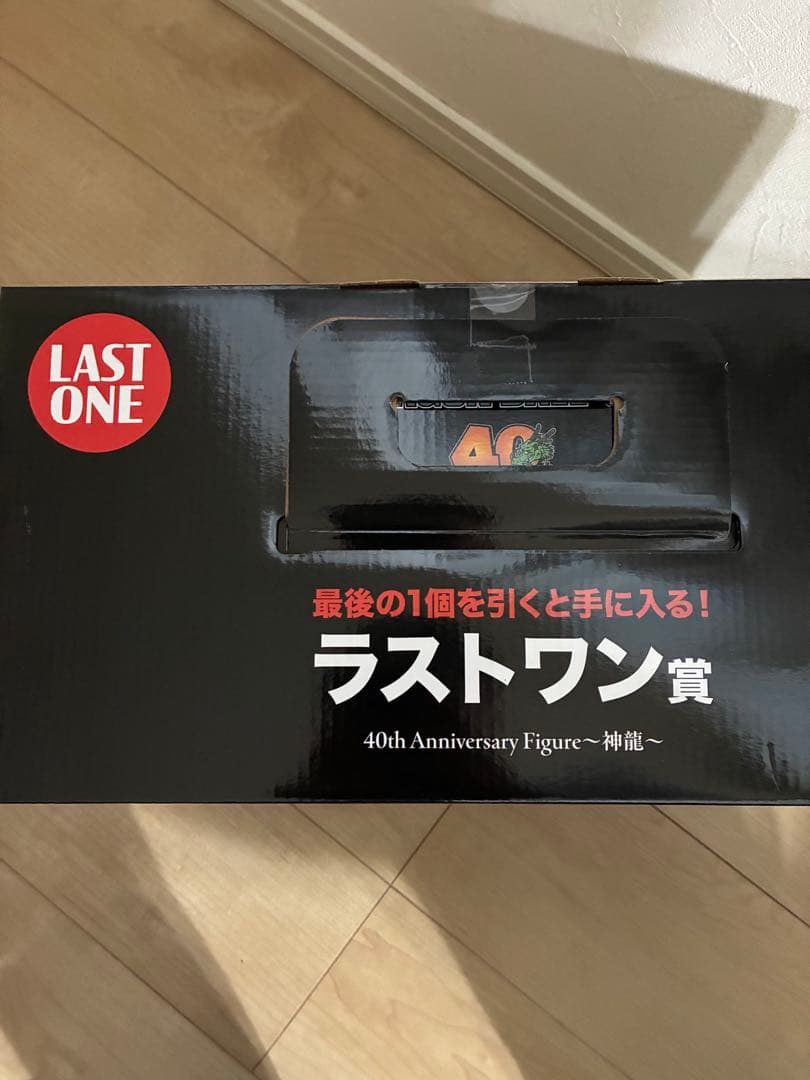 LAST
ONE
40
最後の1個を引くと手に入る!
ラストワン賞
40th Anniversary Figure〜神龍〜